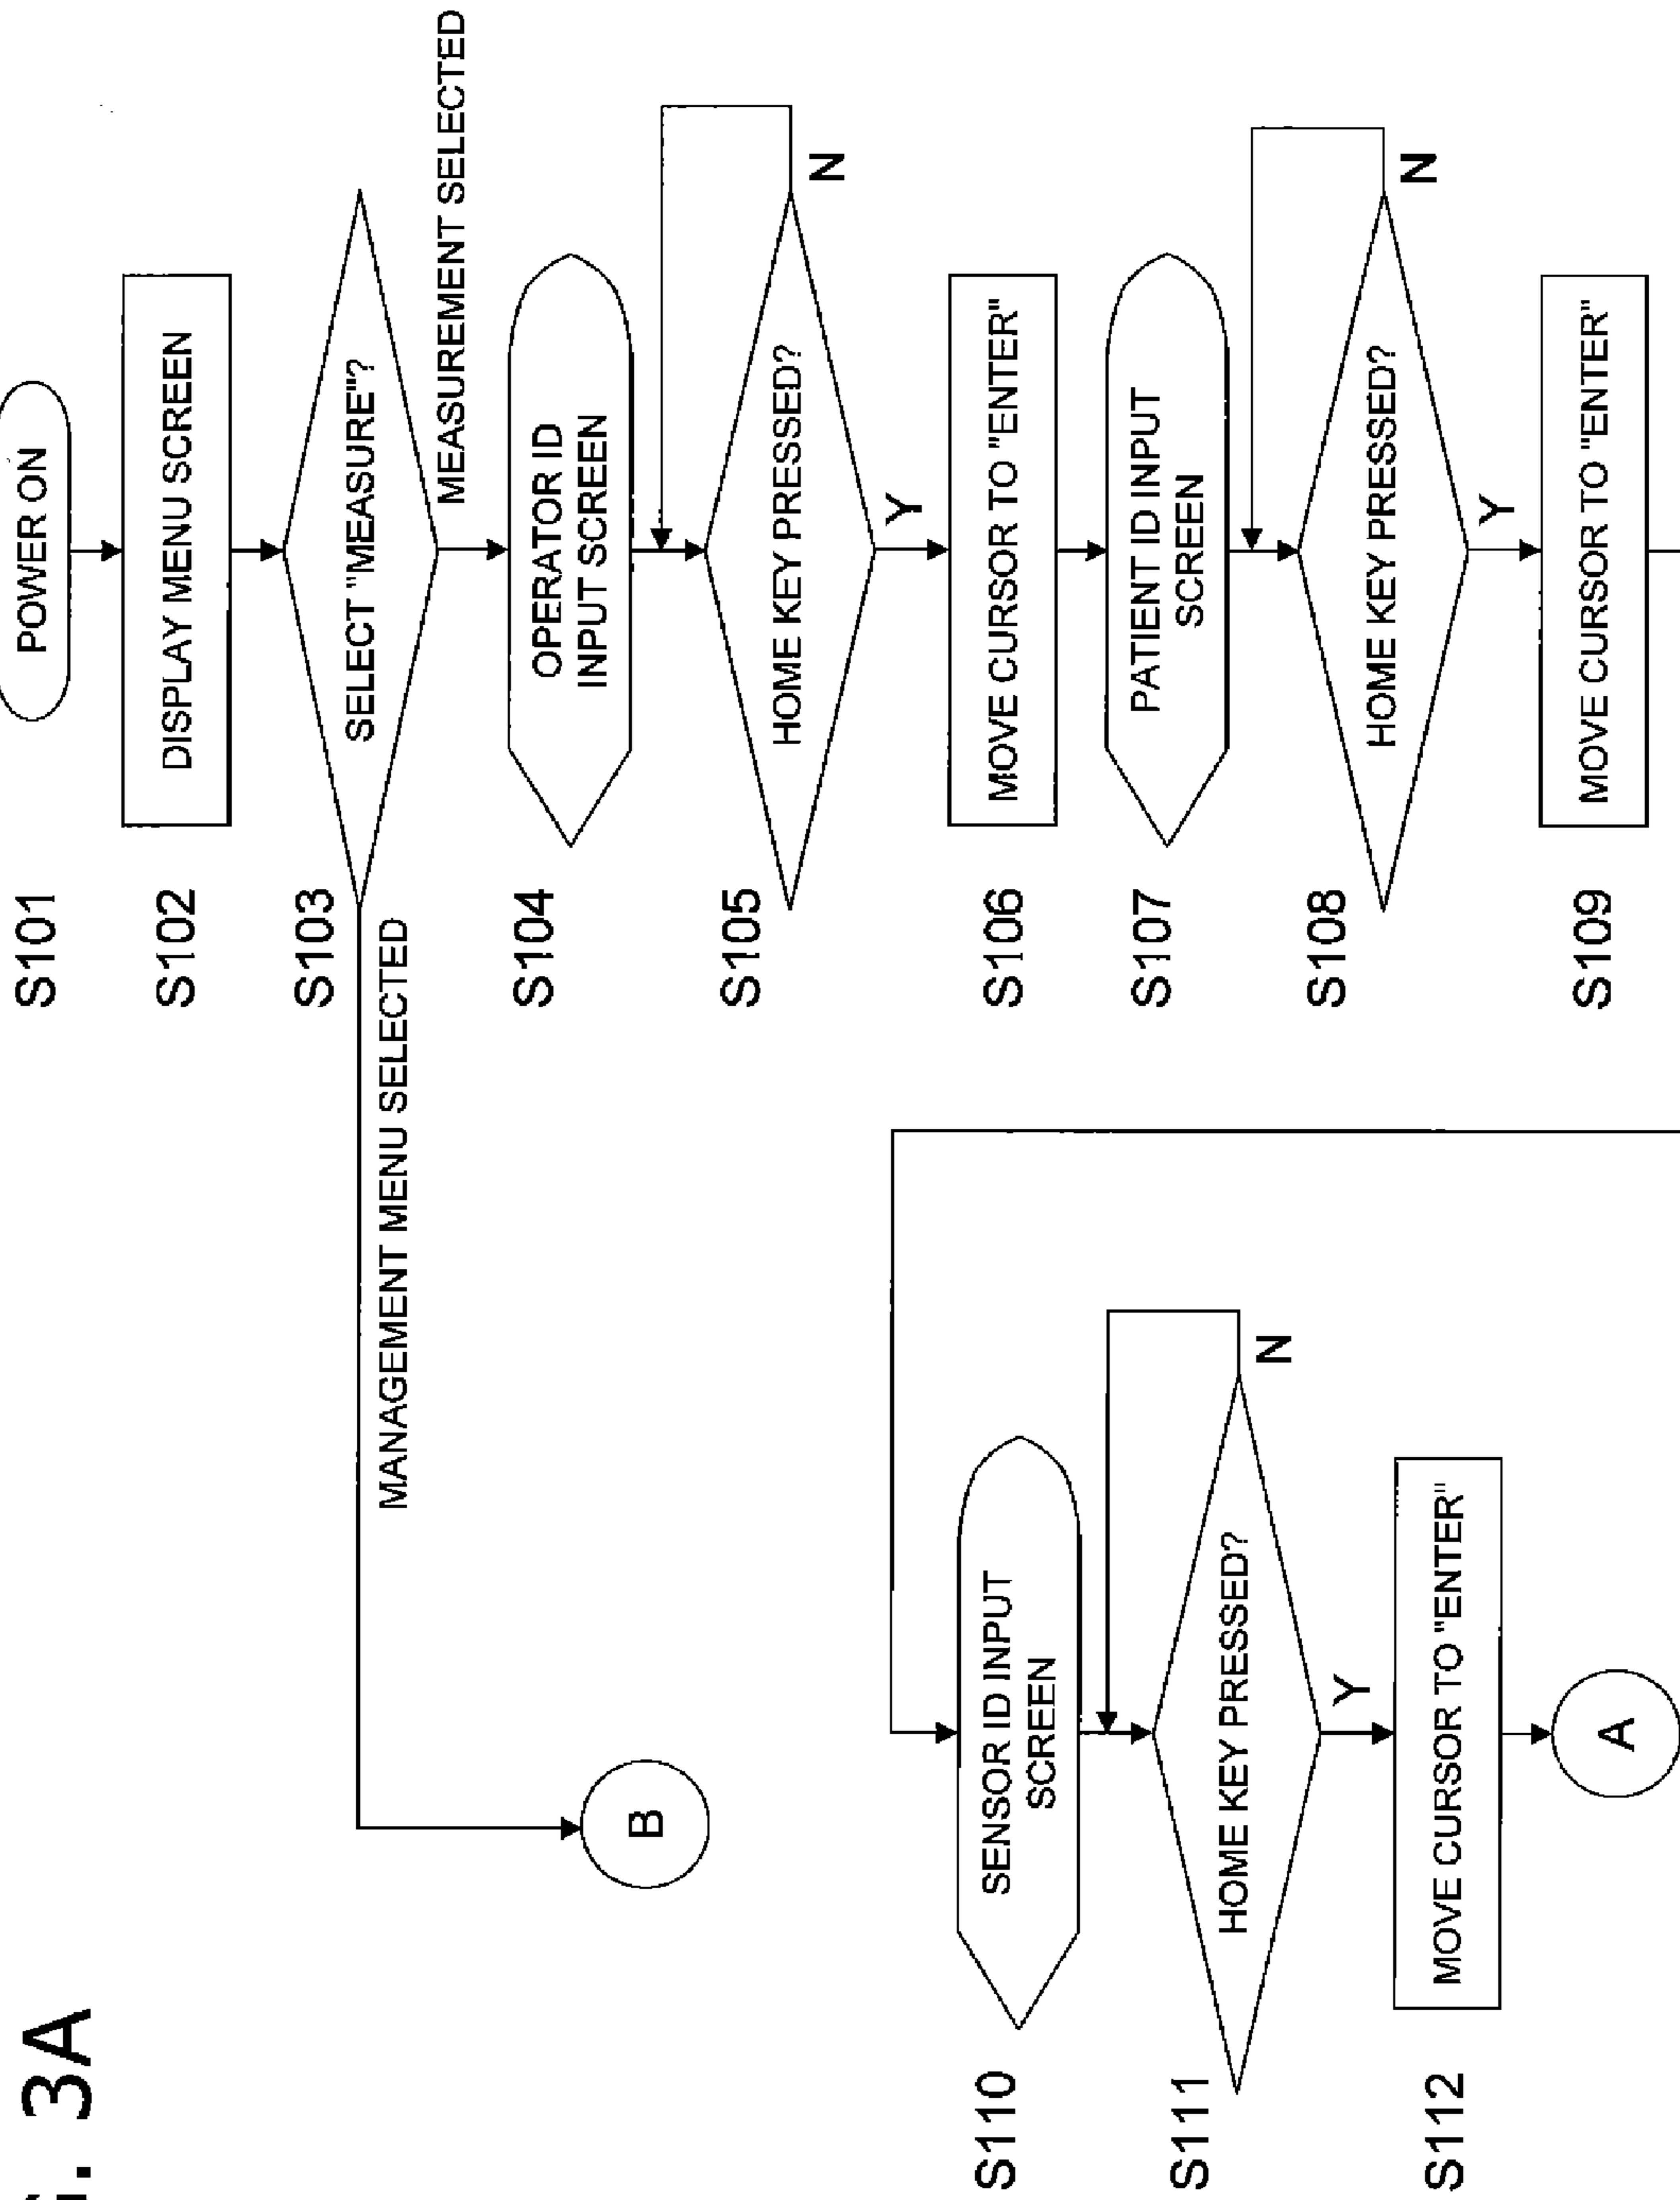 3A
S101
POWER ON
S102
DISPLAY MENU SCREEN
S103
SELECT "MEASURE"?
MANAGEMENT MENU SELECTED
MEASUREMENT SELECTED
B
S104
OPERATOR ID
INPUT SCREEN
S105
HOME KEY PRESSED?
N
Y
S106
MOVE CURSOR TO "ENTER"
S107
PATIENT ID INPUT
SCREEN
S108
HOME KEY PRESSED?
N
Y
S109
MOVE CURSOR TO "ENTER"
S110
SENSOR ID INPUT
SCREEN
S111
HOME KEY PRESSED?
N
Y
S112
MOVE CURSOR TO "ENTER"
A